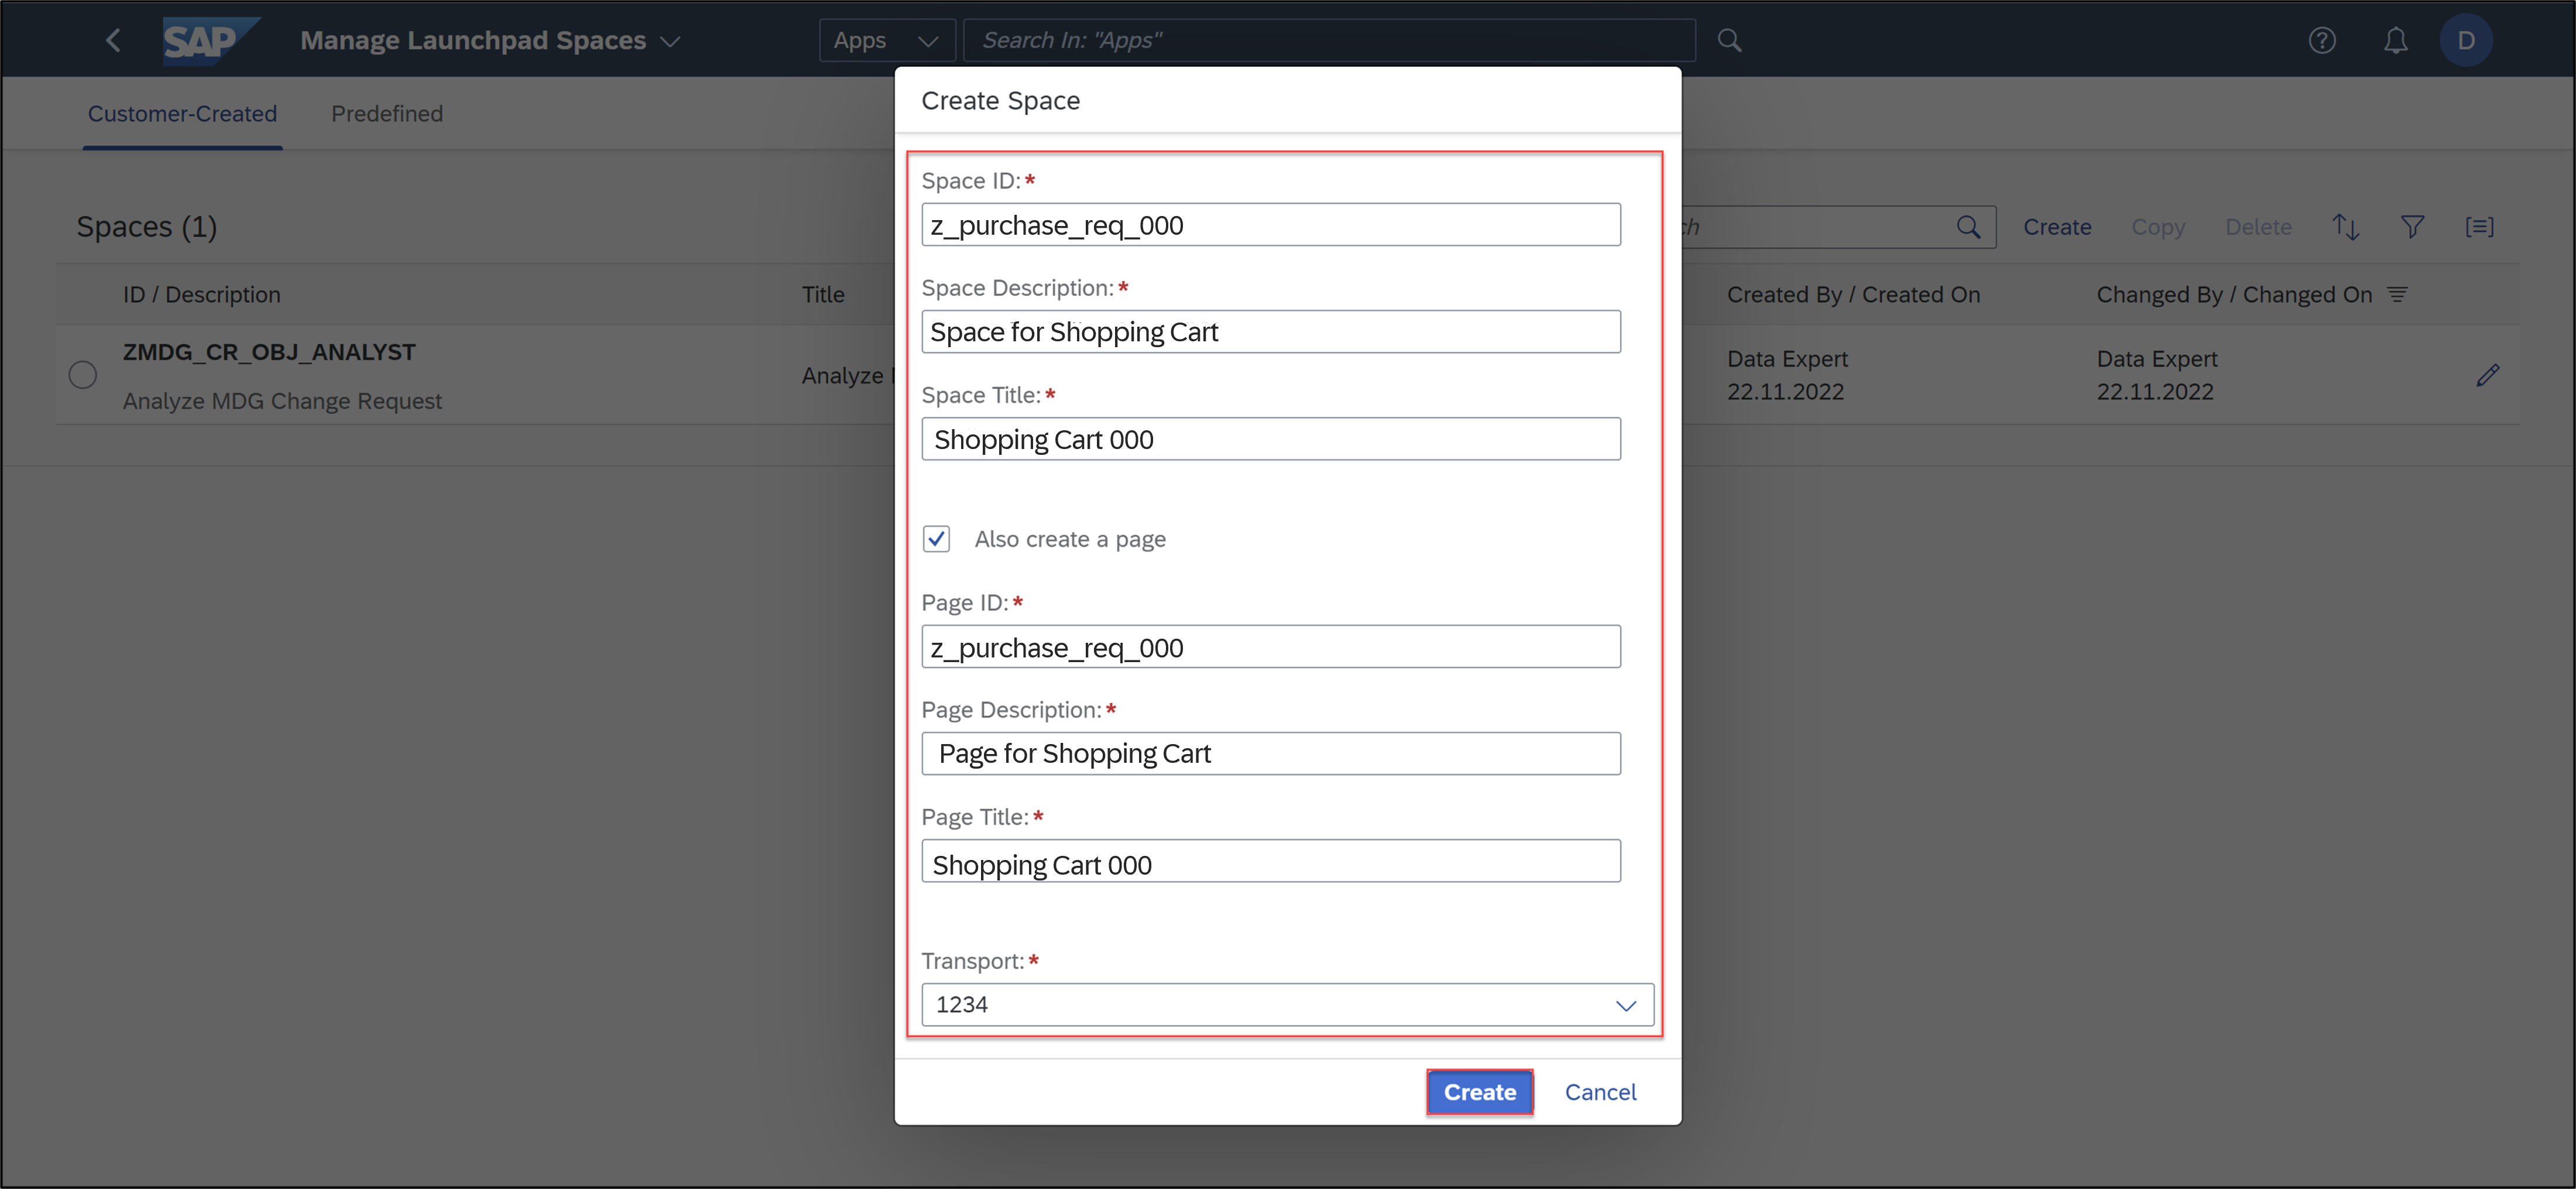 SAP
Manage Launchpad Spaces
Apps
Search In: "Apps"
D
Customer-Created
Predefined
Create Space
Spaces (1)
Create
Copy
Delete
ID / Description
Title
Created By / Created On
Changed By / Changed On
ZMDG_CR_OBJ_ANALYST
Analyze MDG Change Request
Analyze
Data Expert
22.11.2022
Data Expert
22.11.2022
Space ID:*
z_purchase_req_000
Space Description:*
Space for Shopping Cart
Space Title:*
Shopping Cart 000
Also create a page
Page ID:*
z_purchase_req_000
Page Description:*
Page for Shopping Cart
Page Title:*
Shopping Cart 000
Transport:*
1234
Create
Cancel